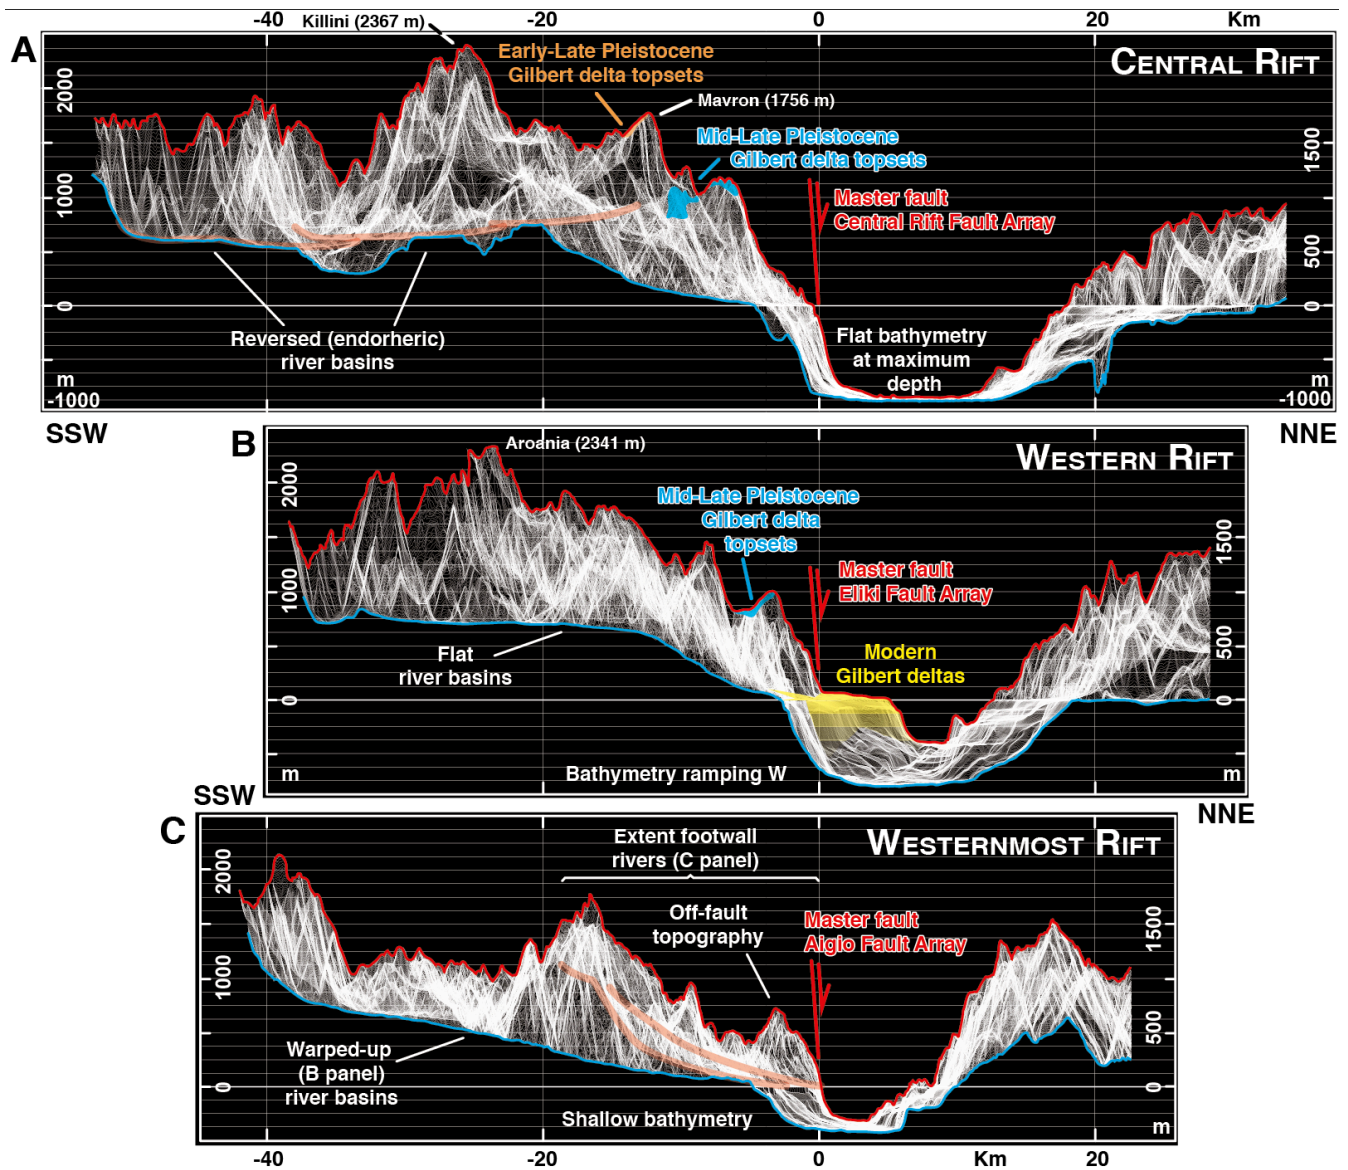 -40
-20
0
20
Km
A
Killini (2367 m)
CENTRAL RIFT
Early-Late Pleistocene
Gilbert delta topsets
Mavron (1756 m)
Mid-Late Pleistocene
Gilbert delta topsets
Master fault
Central Rift Fault Array
2000
1000
0
m
-1000
1500
500
0
m
-1000
Reversed (endorheric)
river basins
Flat bathymetry
at maximum
depth
SSW
NNE
B
Aroania (2341 m)
WESTERN RIFT
Mid-Late Pleistocene
Gilbert delta
topsets
Master fault
Eliki Fault Array
2000
1000
0
m
1500
500
0
m
Flat
river basins
Modern
Gilbert deltas
Bathymetry ramping W
SSW
NNE
C
Extent footwall
rivers (C panel)
WESTERNMOST RIFT
Off-fault
topography
Master fault
Aigio Fault Array
2000
1000
0
1500
500
0
m
Warped-up
(B panel)
river basins
Shallow bathymetry
-40
-20
0
Km
20